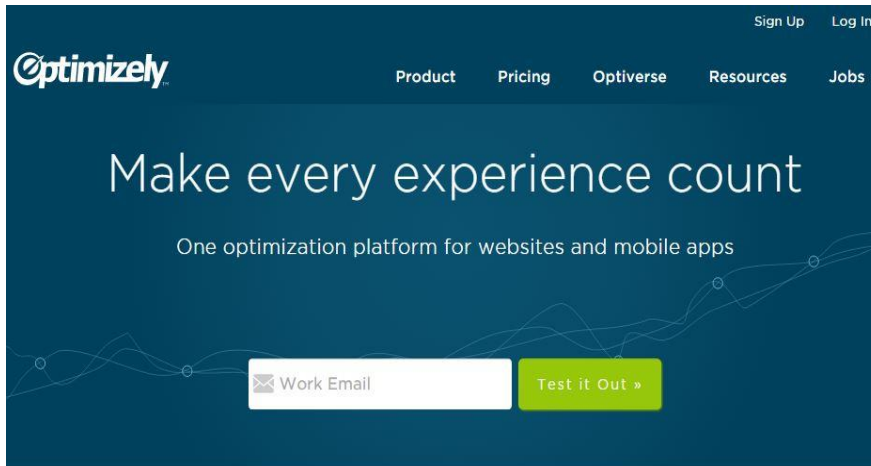 Sign Up Log In
Optimizely™
Product Pricing Optiverse Resources Jobs
Make every experience count
One optimization platform for websites and mobile apps
Work Email
Test it Out »